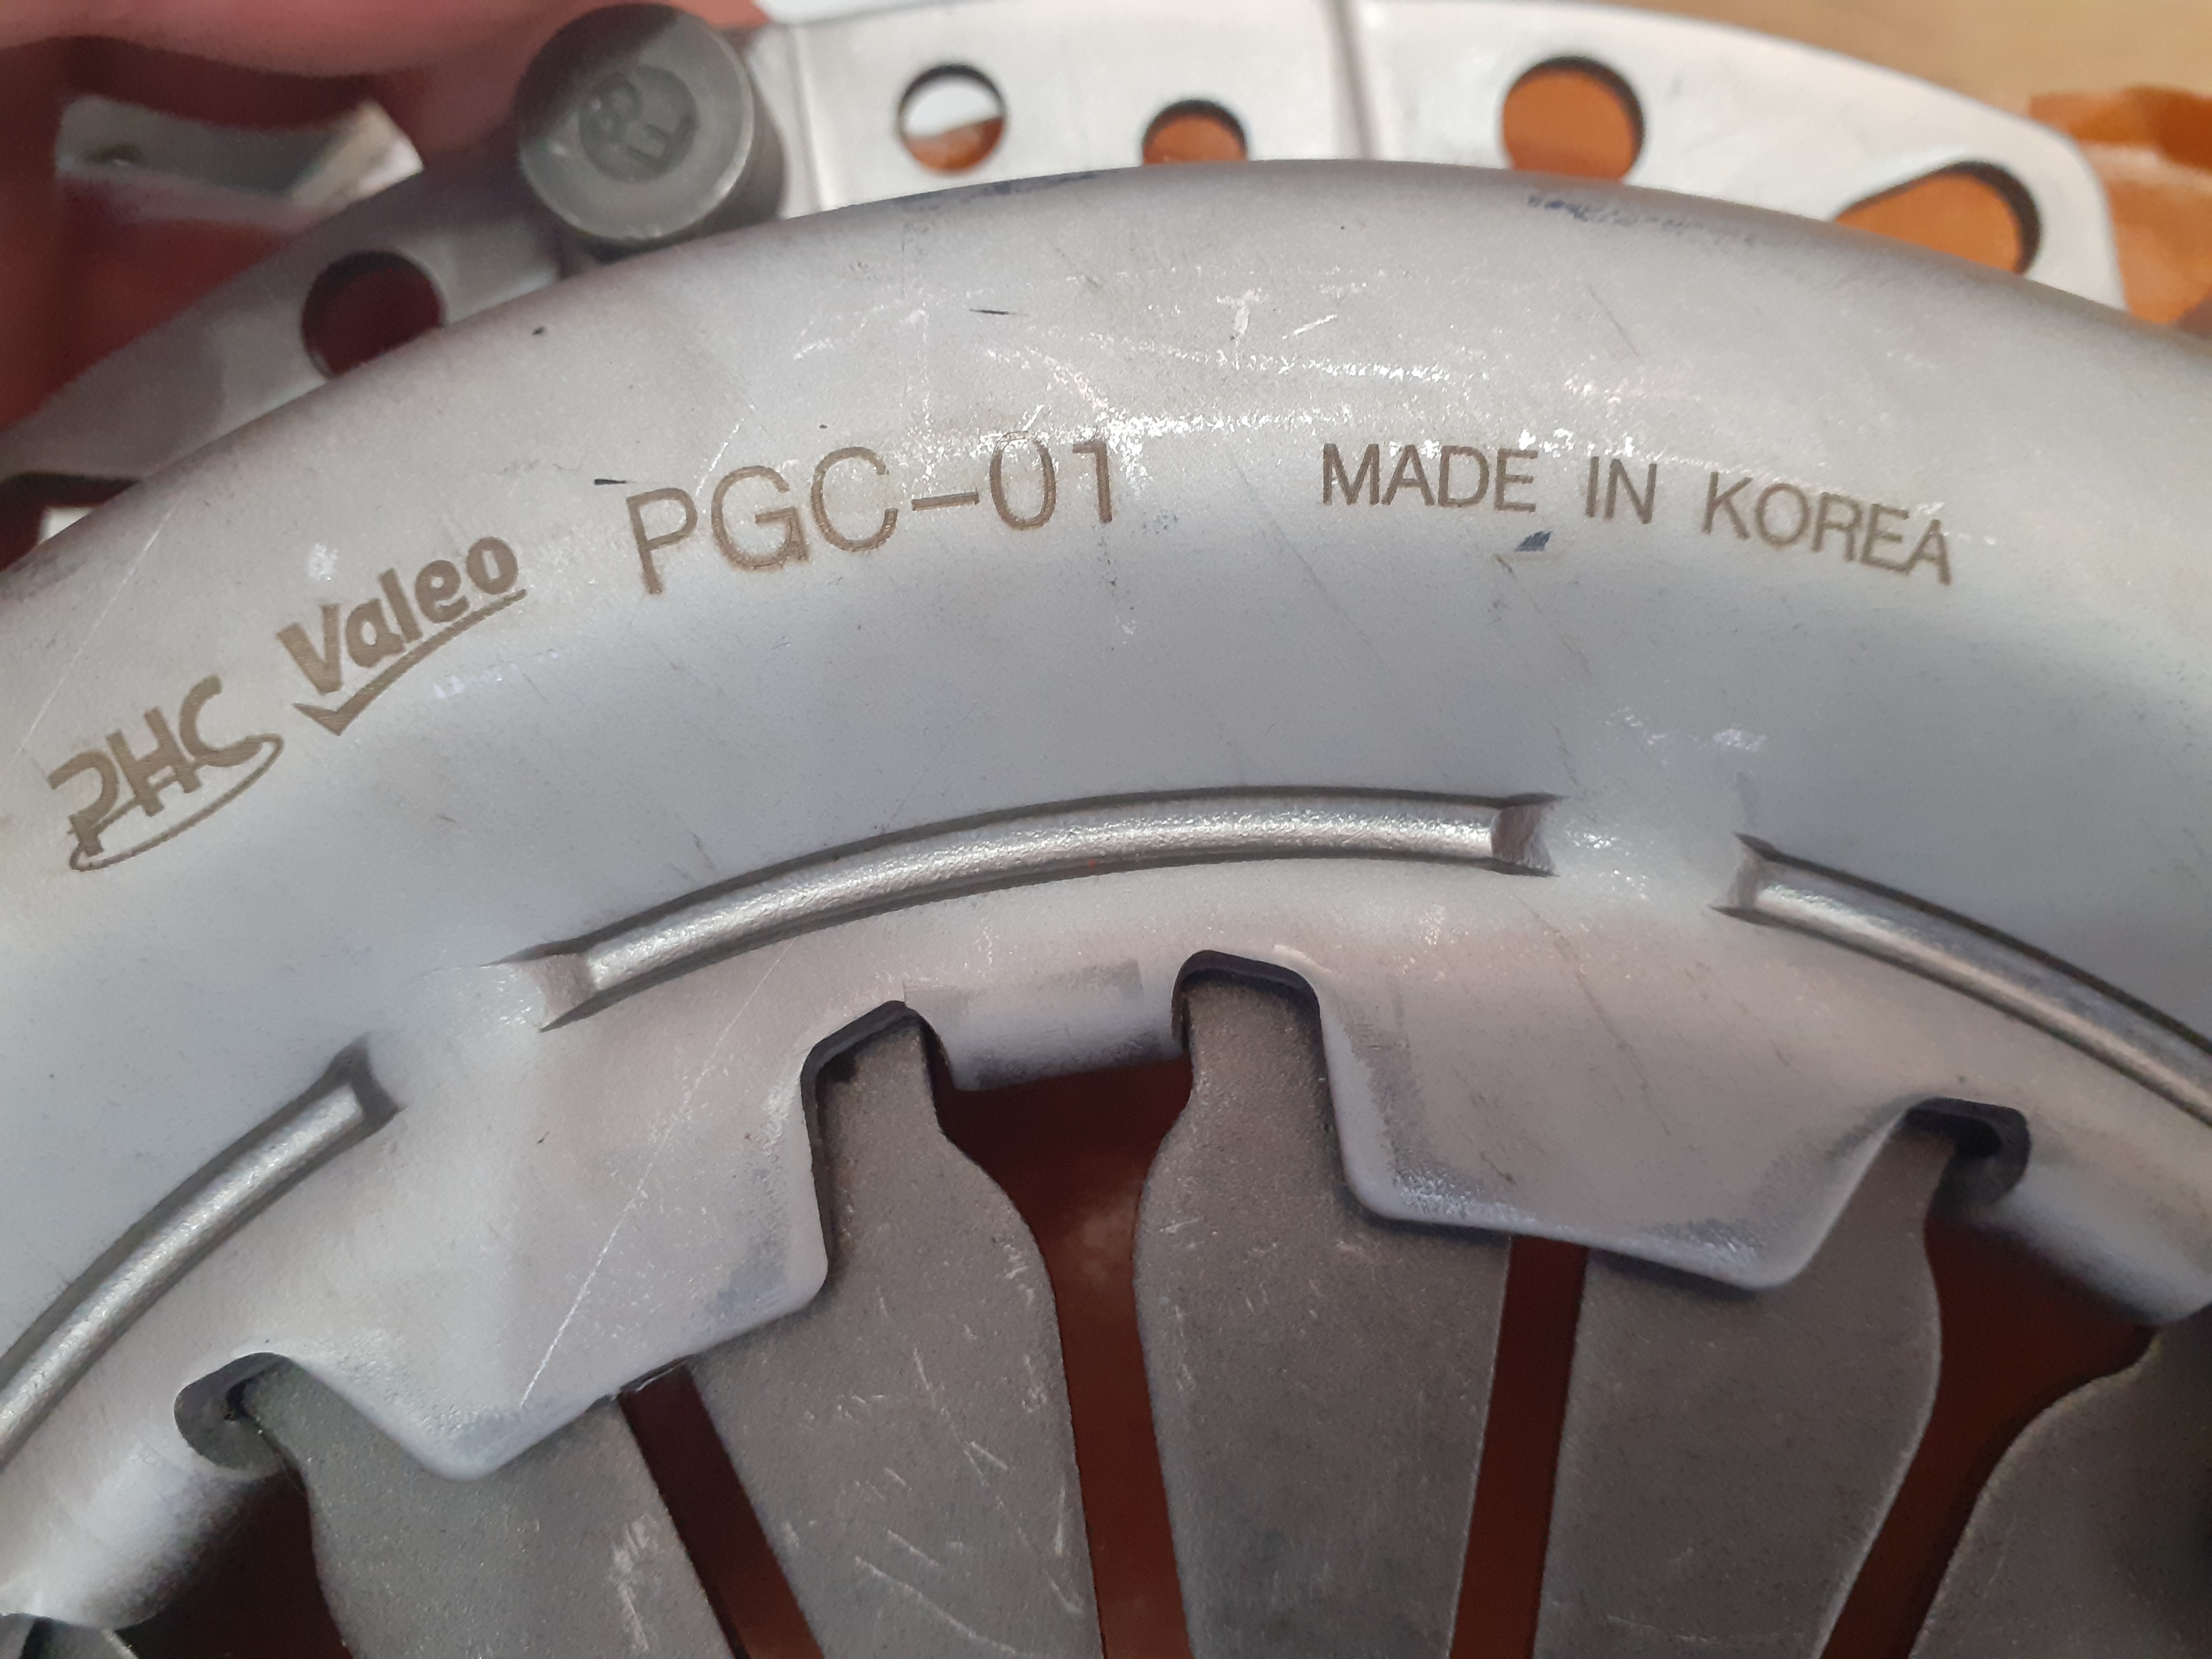 PHC Valeo PGC-01 MADE IN KOREA